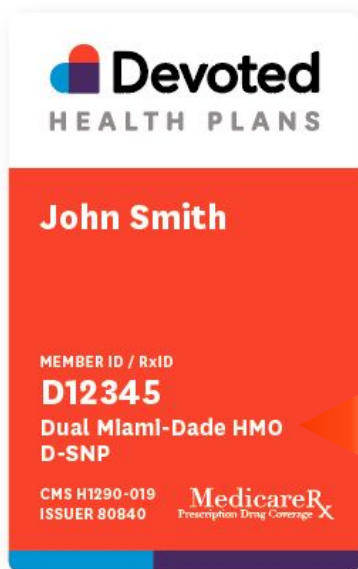 Devoted
HEALTH PLANS
John Smith
MEMBER ID / RxID
D12345
Dual Miami-Dade HMO
D-SNP
CMS H1290-019
ISSUER 80840
MedicareRx
Prescription Drug Coverage